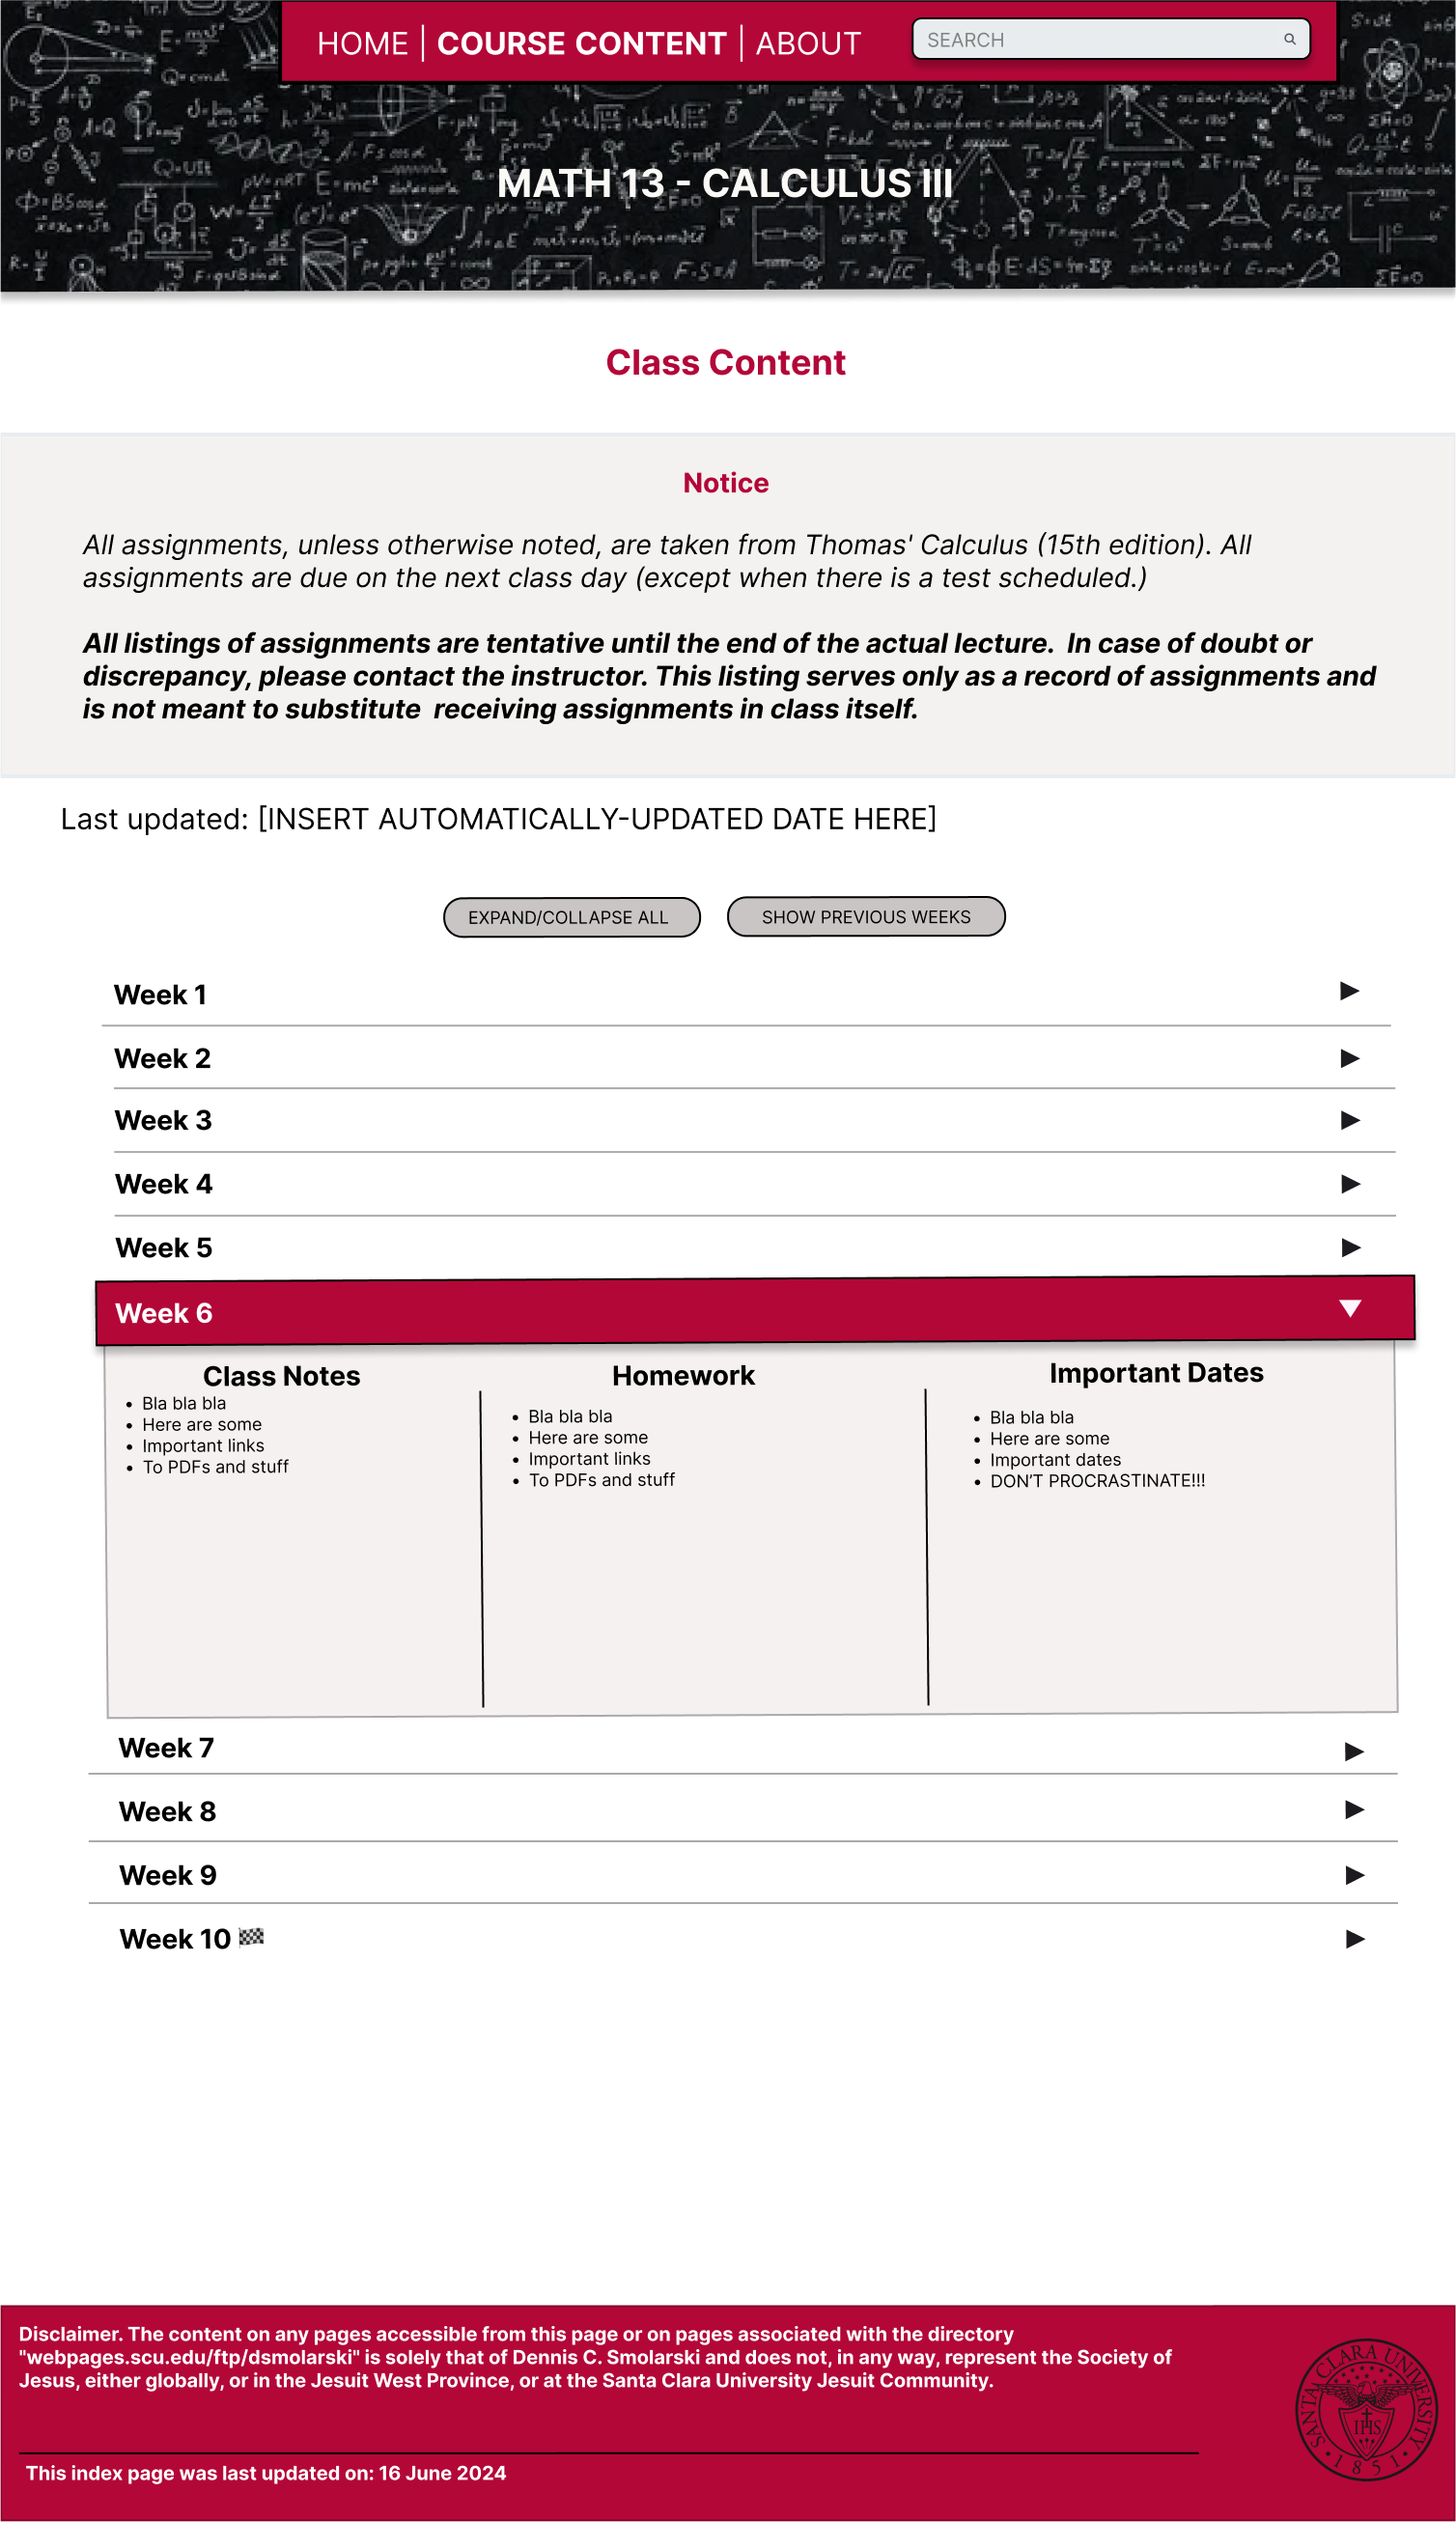 HOME | COURSE CONTENT | ABOUT
SEARCH
MATH 13 - CALCULUS III
Class Content
Notice
All assignments, unless otherwise noted, are taken from Thomas' Calculus (15th edition). All
assignments are due on the next class day (except when there is a test scheduled.)
All listings of assignments are tentative until the end of the actual lecture.  In case of doubt or
discrepancy, please contact the instructor. This listing serves only as a record of assignments and
is not meant to substitute  receiving assignments in class itself.
Last updated: [INSERT AUTOMATICALLY-UPDATED DATE HERE]
EXPAND/COLLAPSE ALL
SHOW PREVIOUS WEEKS
Week 1
Week 2
Week 3
Week 4
Week 5
Week 6
Class Notes
• Bla bla bla
• Here are some
• Important links
• To PDFs and stuff
Homework
• Bla bla bla
• Here are some
• Important links
• To PDFs and stuff
Important Dates
• Bla bla bla
• Here are some
• Important dates
• DON'T PROCRASTINATE!!!
Week 7
Week 8
Week 9
Week 10 🏁
Disclaimer. The content on any pages accessible from this page or on pages associated with the directory
"webpages.scu.edu/ftp/dsmolarski" is solely that of Dennis C. Smolarski and does not, in any way, represent the Society of
Jesus, either globally, or in the Jesuit West Province, or at the Santa Clara University Jesuit Community.
This index page was last updated on: 16 June 2024
SANTA CLARA UNIVERSITY
IHS
• 1 8 5 1 •